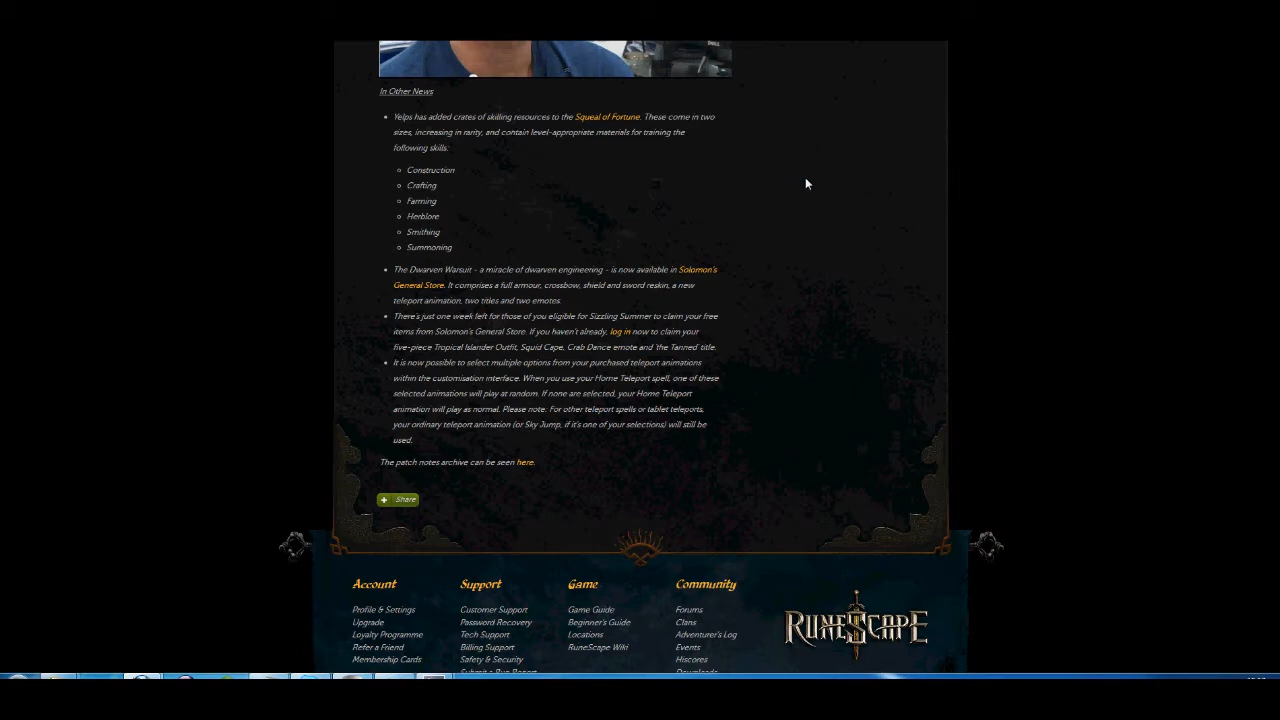 In Other News
Yelps has added crates of skilling resources to the Squeal of Fortune. These come in two
sizes, increasing in rarity, and contain level-appropriate materials for training the
following skills:
Construction
Crafting
Farming
Herblore
Smithing
Summoning
The Dwarven Warsuit - a miracle of dwarven engineering - is now available in Solomon's
General Store. It comprises a full armour, crossbow, shield and sword reskin, a new
teleport animation, two titles and two emotes.
There's just one week left for those of you eligible for Sizzling Summer to claim your free
items from Solomon's General Store. If you haven't already, log in now to claim your
five-piece Tropical Islander Outfit, Squid Cape, Crab Dance emote and 'the Tanned' title.
It is now possible to select multiple options from your purchased teleport animations
within the customisation interface. When you use your Home Teleport spell, one of these
selected animations will play at random. If none are selected, your Home Teleport
animation will play as normal. Please note: For other teleport spells or tablet teleports,
your ordinary teleport animation (or Sky Jump, if it's one of your selections) will still be
used.
The patch notes archive can be seen here.
Share
Account
Profile & Settings
Upgrade
Loyalty Programme
Refer a Friend
Membership Cards
Support
Customer Support
Password Recovery
Tech Support
Billing Support
Safety & Security
Submit a Bug Report
Game
Game Guide
Beginner's Guide
Locations
RuneScape Wiki
Community
Forums
Clans
Adventurer's Log
Events
Hiscores
Downloads
RUNESCAPE